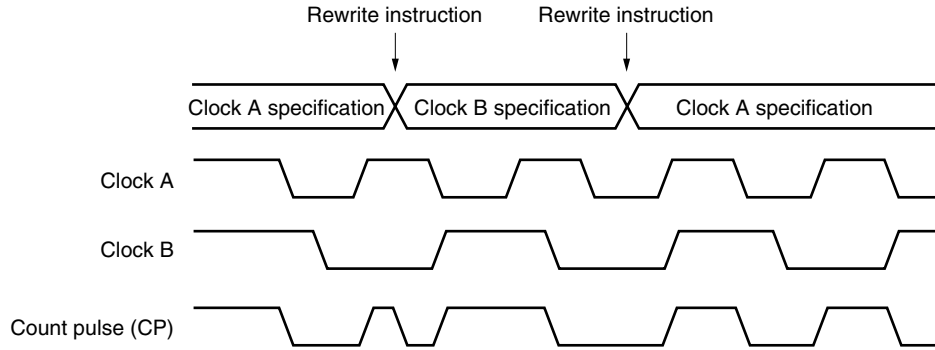 Rewrite instruction Rewrite instruction
Clock A specification Clock B specification Clock A specification
Clock A
Clock B
Count pulse (CP)